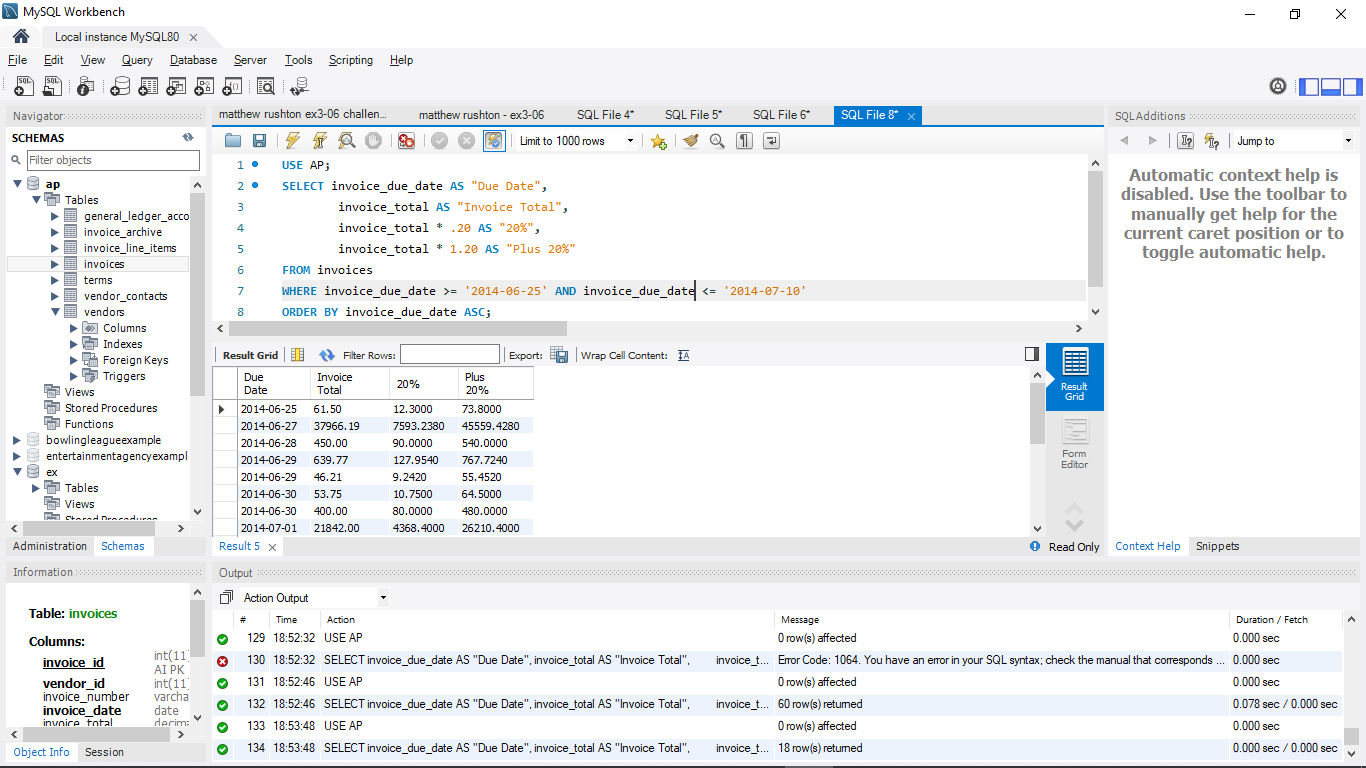 MySQL Workbench
Local instance MySQL80
File Edit View Query Database Server Tools Scripting Help
Navigator
SCHEMAS
Filter objects
ap
Tables
general_ledger_acco
invoice_archive
invoice_line_items
invoices
terms
vendor_contacts
vendors
Columns
Indexes
Foreign Keys
Triggers
Views
Stored Procedures
Functions
bowlingleagueexample
entertainmentagencyexampl
ex
Tables
Views
Stored Procedures
Administration Schemas
Information
Table: invoices
Columns:
invoice_id int(11)
AI PK
vendor_id int(11)
invoice_number varcha
invoice_date date
invoice_total decima
Object Info Session
matthew rushton ex3-06 challen... matthew rushton - ex3-06 SQL File 4* SQL File 5* SQL File 6* SQL File 8*
Limit to 1000 rows
1 USE AP;
2 SELECT invoice_due_date AS "Due Date",
3 invoice_total AS "Invoice Total",
4 invoice_total * .20 AS "20%",
5 invoice_total * 1.20 AS "Plus 20%"
6 FROM invoices
7 WHERE invoice_due_date >= '2014-06-25' AND invoice_due_date <= '2014-07-10'
8 ORDER BY invoice_due_date ASC;
Result Grid Filter Rows: Export: Wrap Cell Content:
Due Date Invoice Total 20% Plus 20%
2014-06-25 61.50 12.3000 73.8000
2014-06-27 37966.19 7593.2380 45559.4280
2014-06-28 450.00 90.0000 540.0000
2014-06-29 639.77 127.9540 767.7240
2014-06-29 46.21 9.2420 55.4520
2014-06-30 53.75 10.7500 64.5000
2014-06-30 400.00 80.0000 480.0000
2014-07-01 21842.00 4368.4000 26210.4000
Result Grid
Form Editor
Result 5
Read Only
SQLAdditions
Jump to
Automatic context help is
disabled. Use the toolbar to
manually get help for the
current caret position or to
toggle automatic help.
Context Help Snippets
Output
Action Output
# Time Action Message Duration / Fetch
129 18:52:32 USE AP 0 row(s) affected 0.000 sec
130 18:52:32 SELECT invoice_due_date AS "Due Date", invoice_total AS "Invoice Total", invoice_t... Error Code: 1064. You have an error in your SQL syntax; check the manual that corresponds ... 0.000 sec
131 18:52:46 USE AP 0 row(s) affected 0.000 sec
132 18:52:46 SELECT invoice_due_date AS "Due Date", invoice_total AS "Invoice Total", invoice_t... 60 row(s) returned 0.078 sec / 0.000 sec
133 18:53:48 USE AP 0 row(s) affected 0.000 sec
134 18:53:48 SELECT invoice_due_date AS "Due Date", invoice_total AS "Invoice Total", invoice_t... 18 row(s) returned 0.000 sec / 0.000 sec